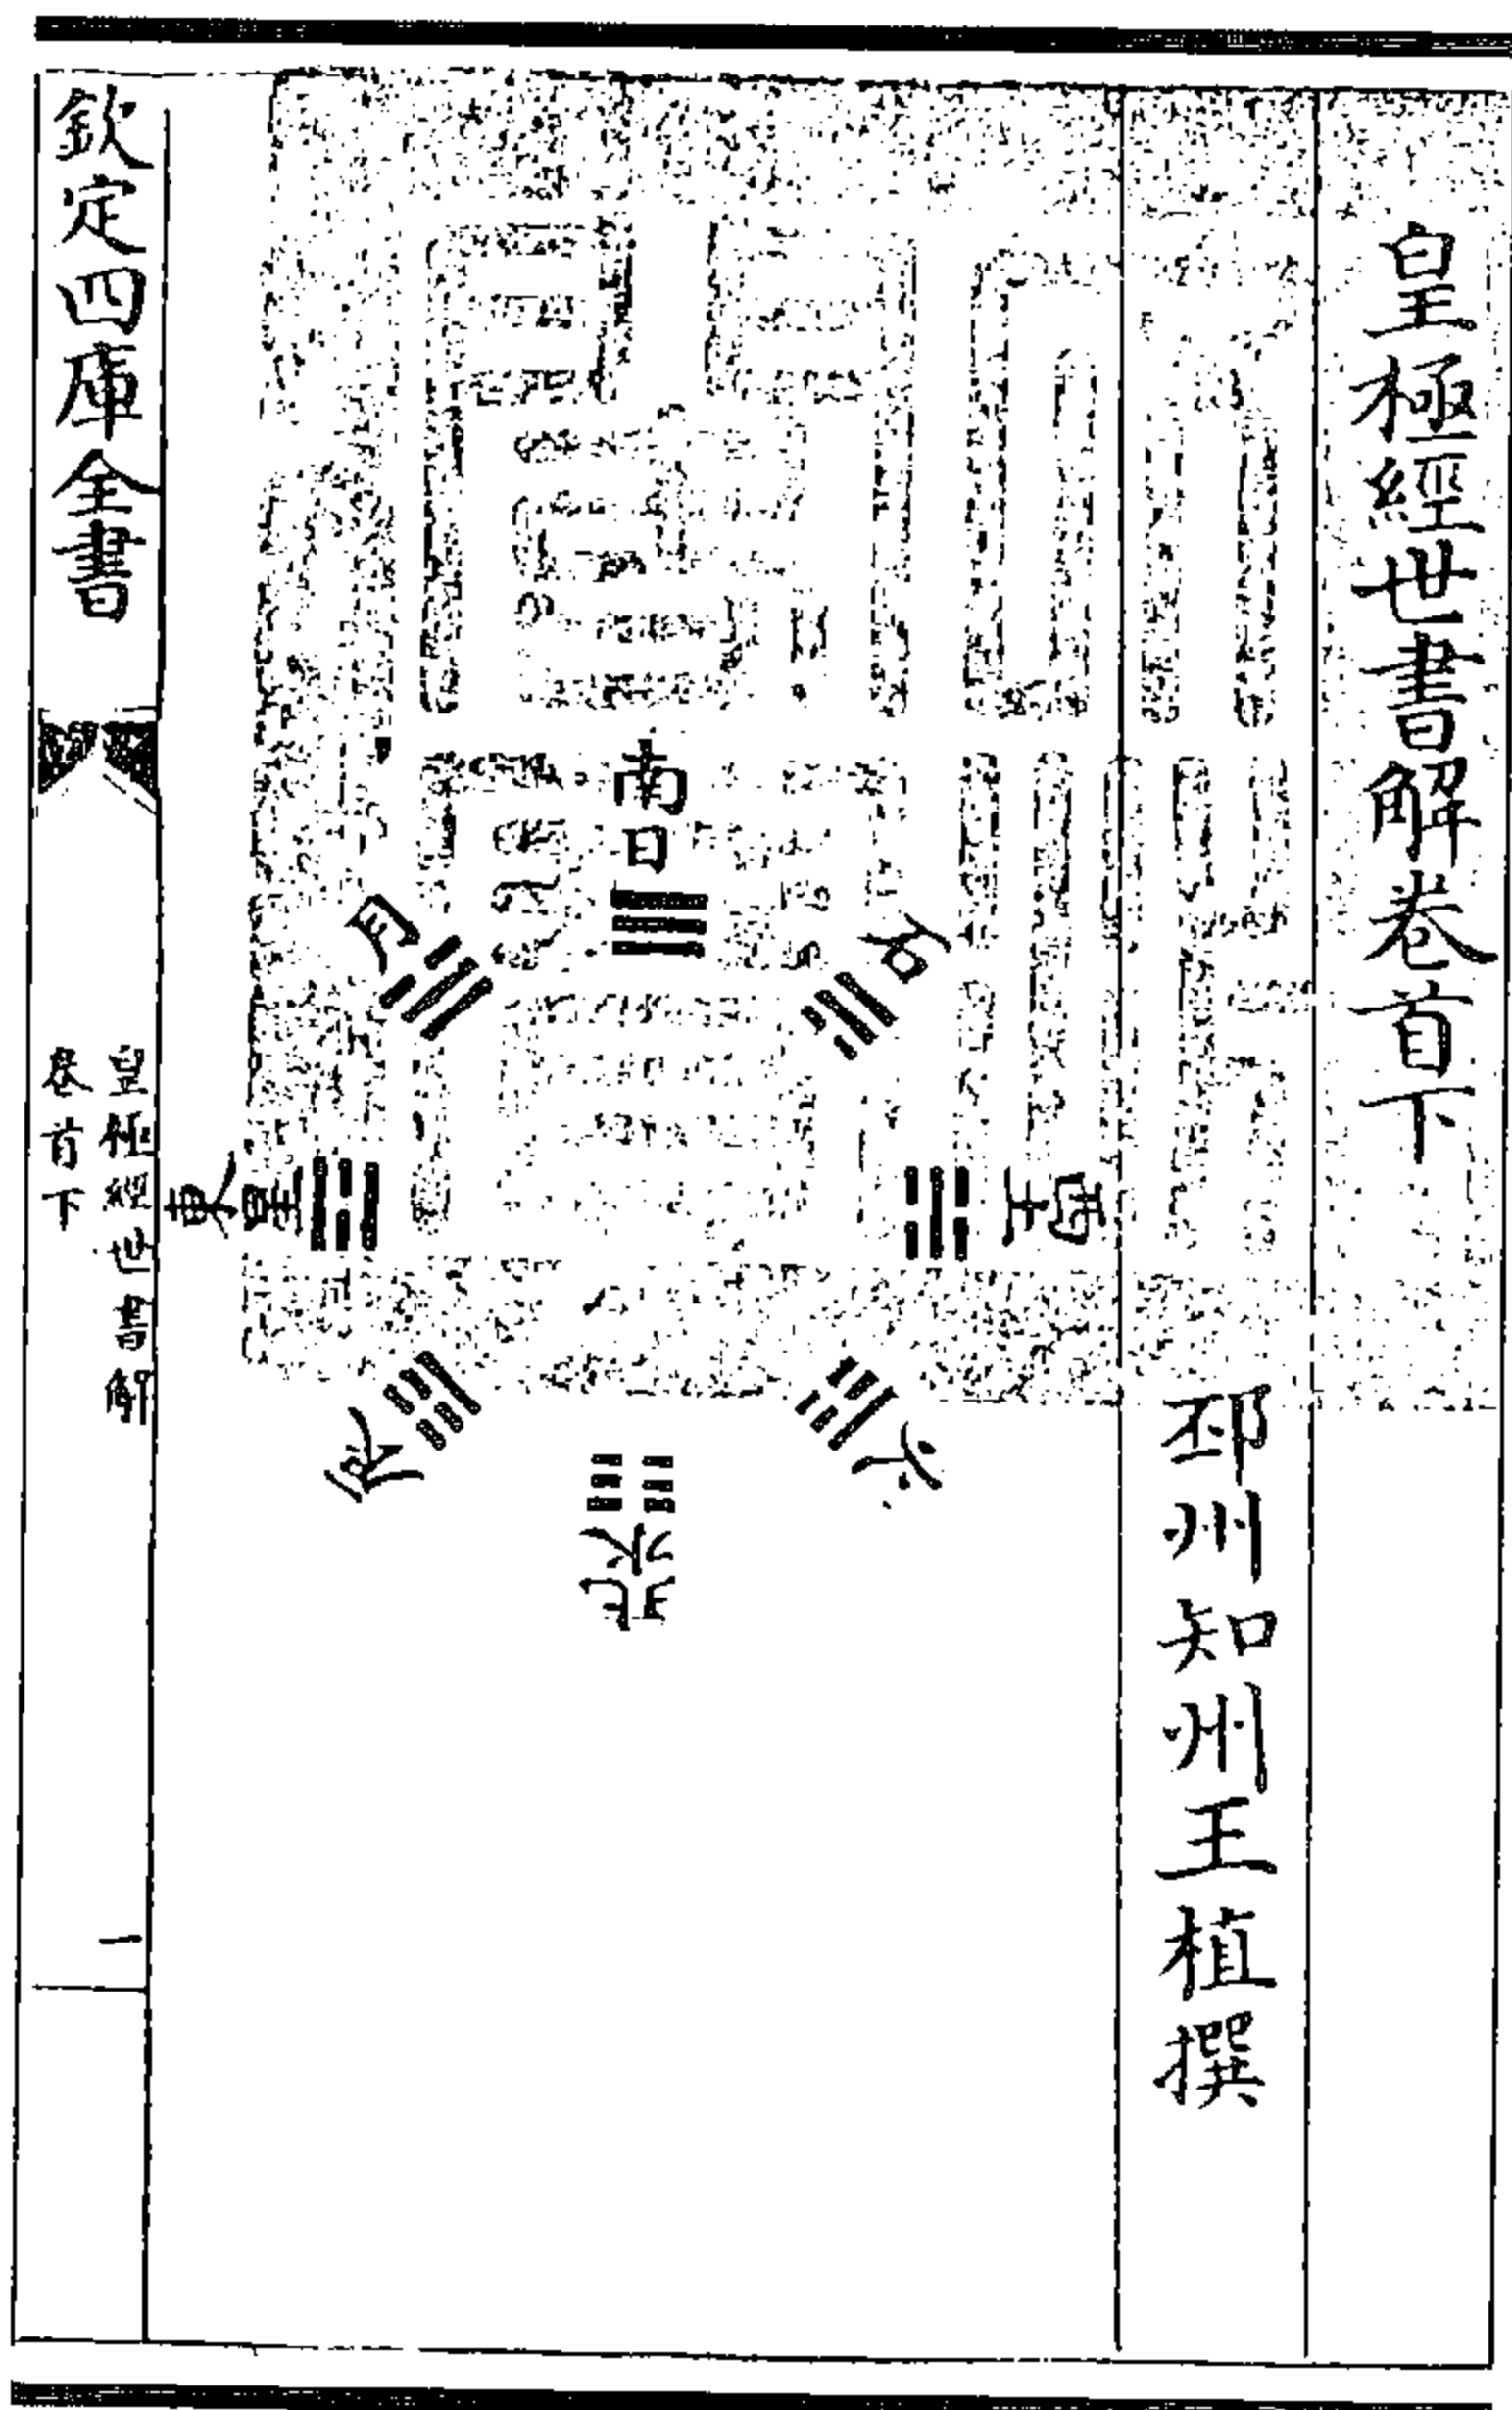 皇極經世書解卷首下
邳州知州王植撰
南日
石
月
西土
東星
火
辰
北水
欽定四庫全書
皇極經世書解
卷首下
一